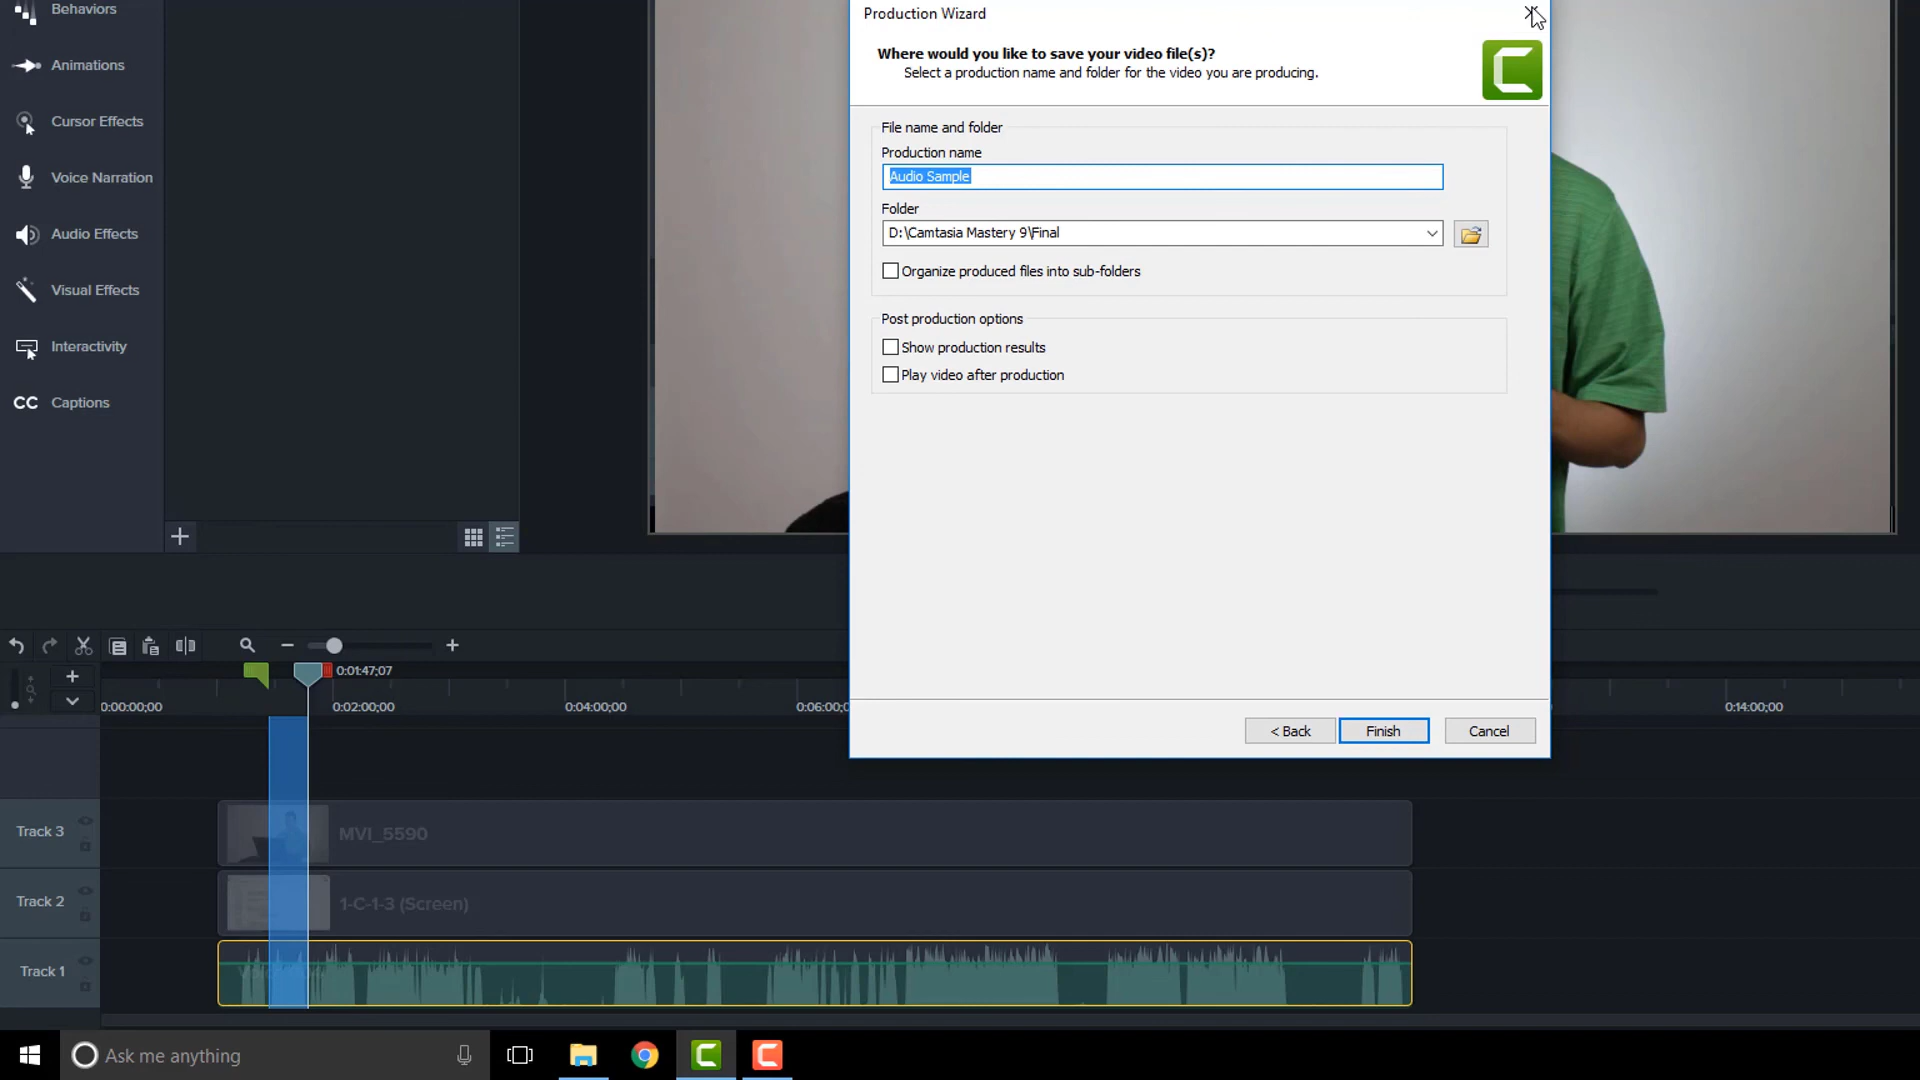 Behaviors
Animations
Cursor Effects
Voice Narration
Audio Effects
Visual Effects
Interactivity
CC Captions
Production Wizard
Where would you like to save your video file(s)?
Select a production name and folder for the video you are producing.
File name and folder
Production name
Audio Sample
Folder
D:\Camtasia Mastery 9\Final
Organize produced files into sub-folders
Post production options
Show production results
Play video after production
< Back
Finish
Cancel
0:01:47;07
0:00:00;00
0:02:00;00
0:04:00;00
0:06:00;0
0:14:00;00
Track 3
MVI_5590
Track 2
1-C-1-3 (Screen)
Track 1
Ask me anything